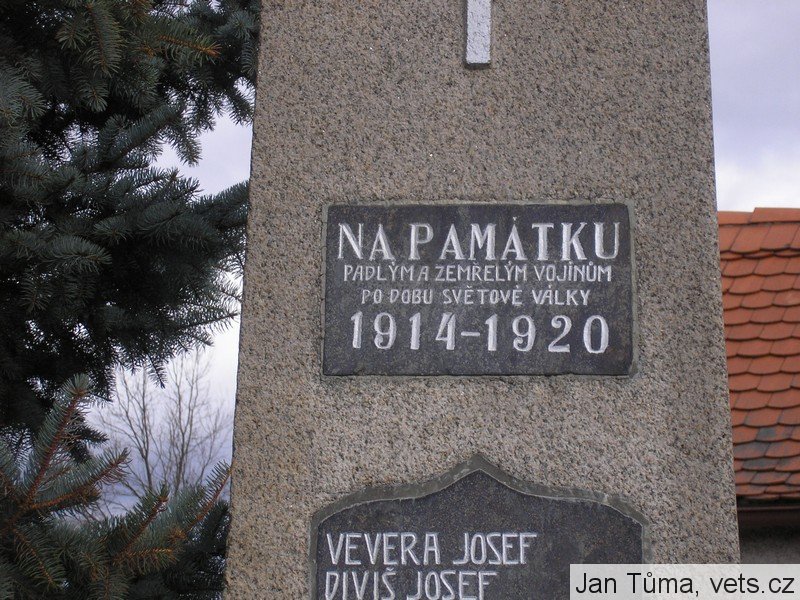 NA PAMÁTKU
PADLÝM A ZEMŘELÝM VOJÍNŮM
PO DOBU SVĚTOVÉ VÁLKY
1914-1920
VEVERA JOSEF
DIVIŠ JOSEF
Jan Tůma, vets.cz